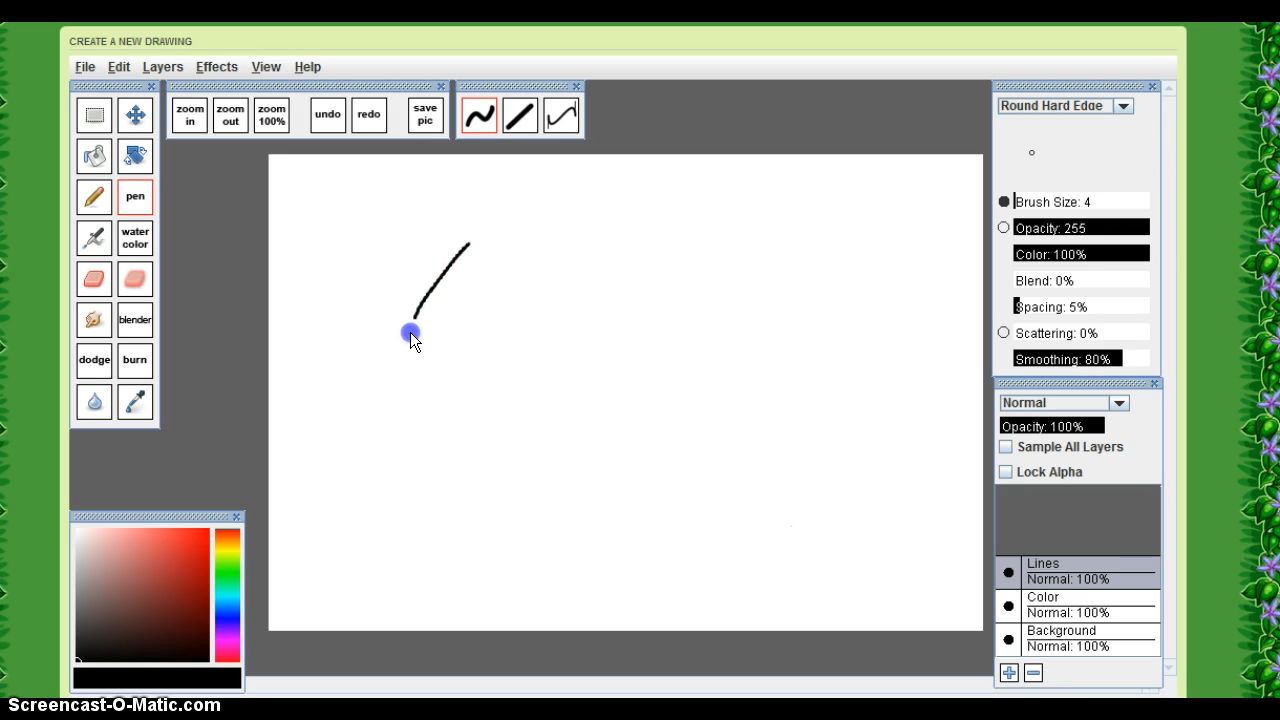 CREATE A NEW DRAWING
File Edit Layers Effects View Help
zoom in
zoom out
zoom 100%
undo
redo
save pic
pen
water color
blender
dodge
burn
Round Hard Edge
Brush Size: 4
Opacity: 255
Color: 100%
Blend: 0%
Spacing: 5%
Scattering: 0%
Smoothing: 80%
Normal
Opacity: 100%
Sample All Layers
Lock Alpha
Lines
Normal: 100%
Color
Normal: 100%
Background
Normal: 100%
Screencast-O-Matic.com